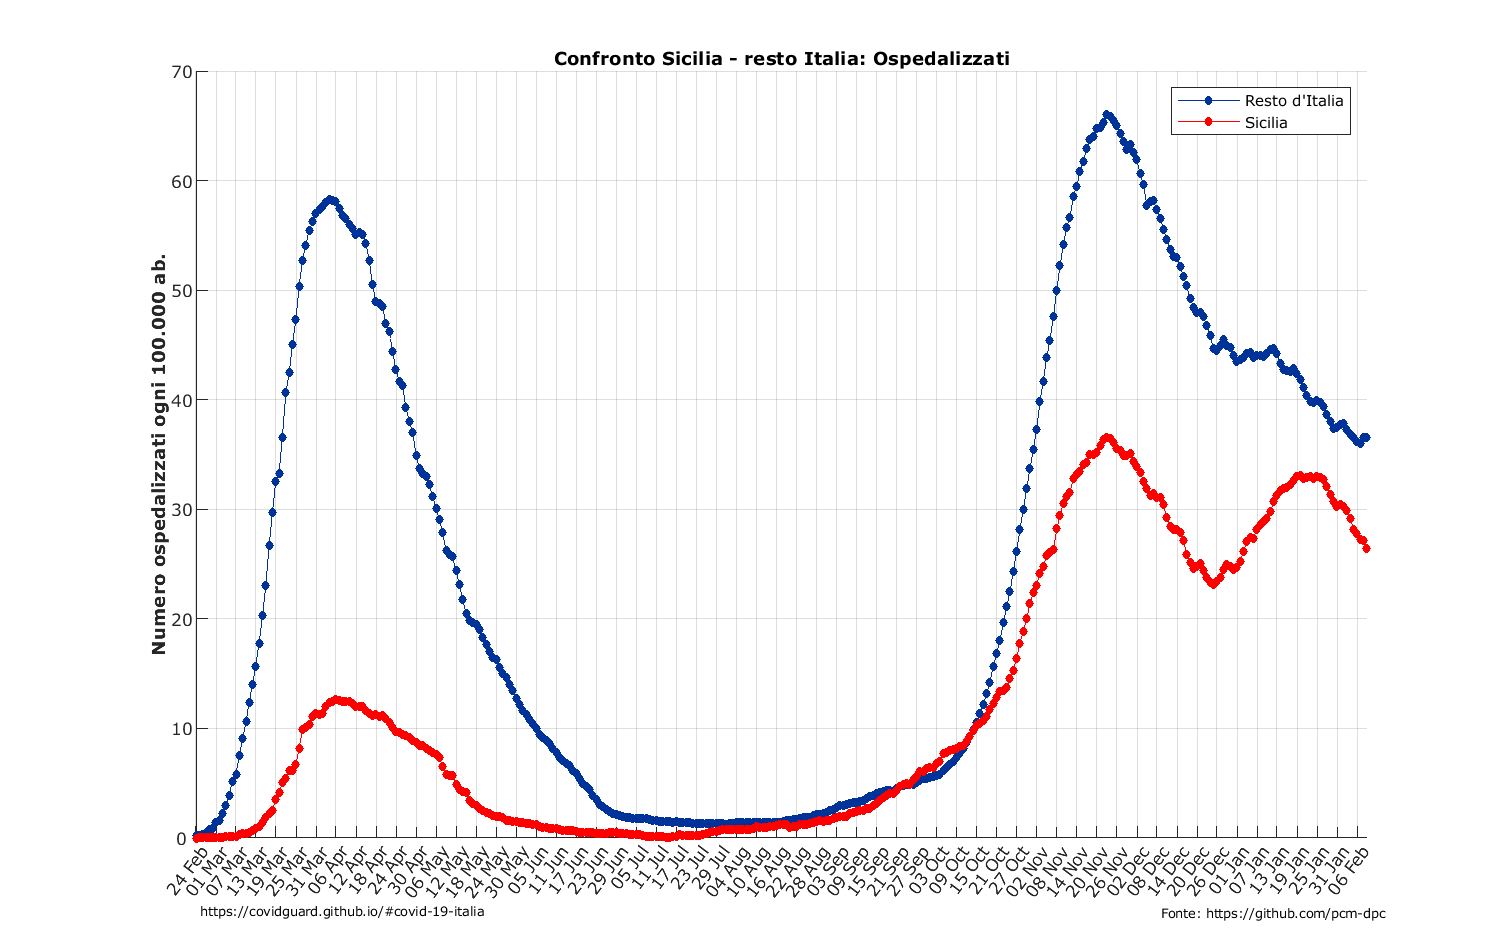 Confronto Sicilia - resto Italia: Ospedalizzati
70
60
50
40
30
20
10
0
Numero ospedalizzati ogni 100.000 ab.
Resto d'Italia
Sicilia
24 Feb
01 Mar
07 Mar
13 Mar
19 Mar
25 Mar
31 Mar
06 Apr
12 Apr
18 Apr
24 Apr
30 Apr
06 May
12 May
18 May
24 May
30 May
05 Jun
11 Jun
17 Jun
23 Jun
29 Jun
05 Jul
11 Jul
17 Jul
23 Jul
29 Jul
04 Aug
10 Aug
16 Aug
22 Aug
28 Aug
03 Sep
09 Sep
15 Sep
21 Sep
27 Sep
03 Oct
09 Oct
15 Oct
21 Oct
27 Oct
02 Nov
08 Nov
14 Nov
20 Nov
26 Nov
02 Dec
08 Dec
14 Dec
20 Dec
26 Dec
01 Jan
07 Jan
13 Jan
19 Jan
25 Jan
31 Jan
06 Feb
https://covidguard.github.io/#covid-19-italia
Fonte: https://github.com/pcm-dpc